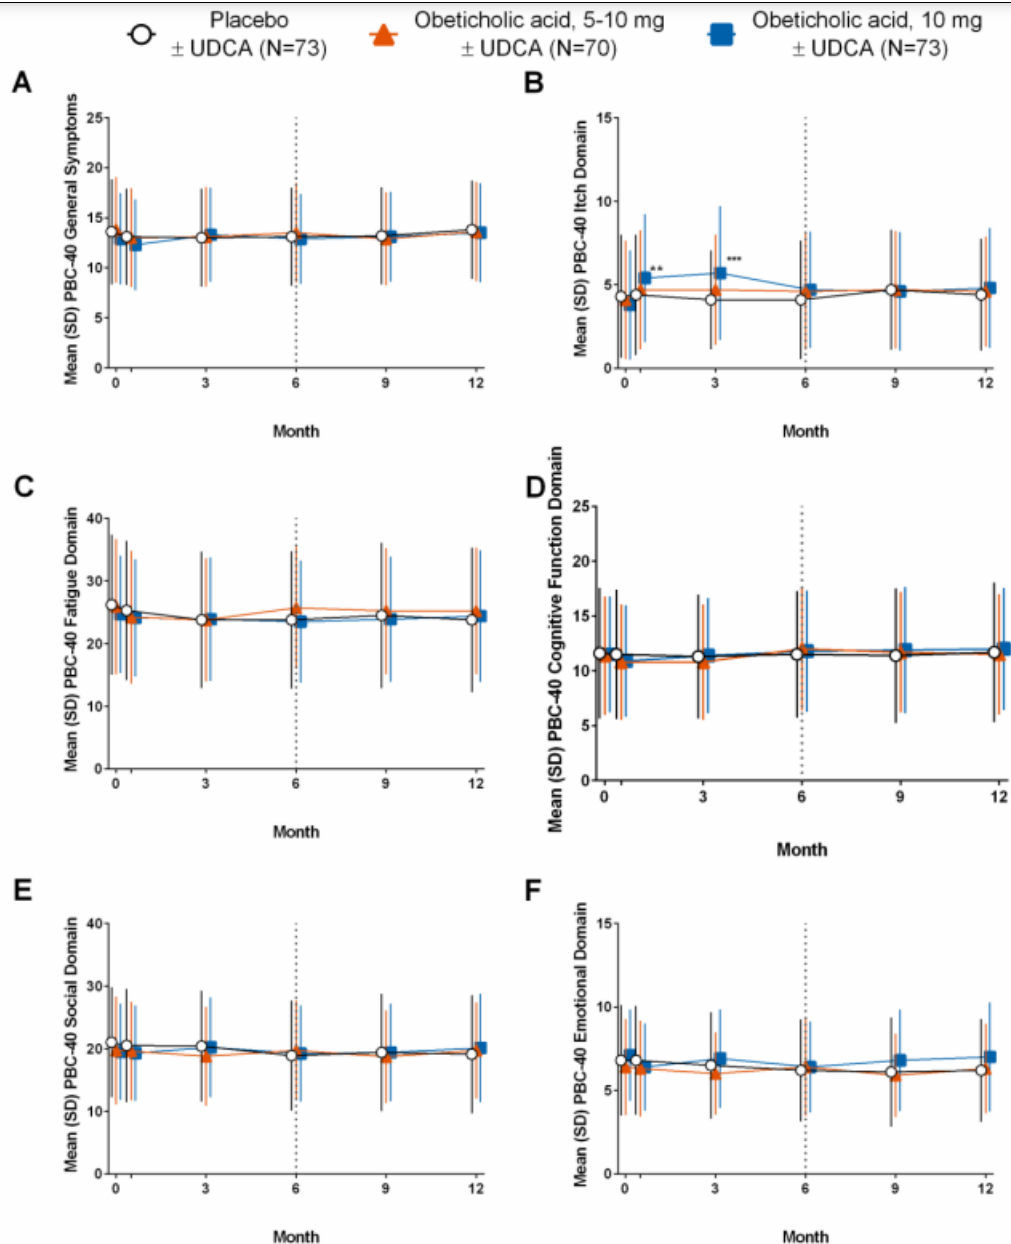 Placebo
± UDCA (N=73)
Obeticholic acid, 5-10 mg
± UDCA (N=70)
Obeticholic acid, 10 mg
± UDCA (N=73)
A
Mean (SD) PBC-40 General Symptoms
25
20
15
10
5
0
0 3 6 9 12
Month
B
Mean (SD) PBC-40 Itch Domain
15
10
5
0
**
***
0 3 6 9 12
Month
C
Mean (SD) PBC-40 Fatigue Domain
40
30
20
10
0
0 3 6 9 12
Month
D
Mean (SD) PBC-40 Cognitive Function Domain
25
20
15
10
5
0
0 3 6 9 12
Month
E
Mean (SD) PBC-40 Social Domain
40
30
20
10
0
0 3 6 9 12
Month
F
Mean (SD) PBC-40 Emotional Domain
15
10
5
0
0 3 6 9 12
Month